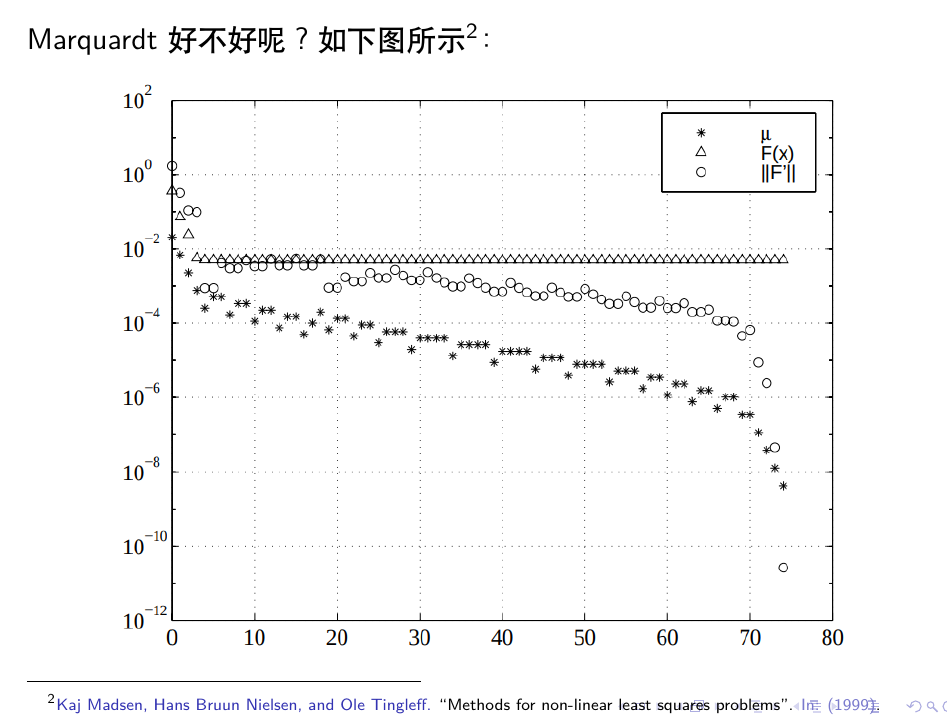 Marquardt 好不好呢？如下图所示2：
10 2
μ
F(x)
‖F'‖
10 0
10 −2
10 −4
10 −6
10 −8
10 −10
10 −12
0 10 20 30 40 50 60 70 80
2Kaj Madsen, Hans Bruun Nielsen, and Ole Tingleff. “Methods for non-linear least squares problems”. In: (1999).